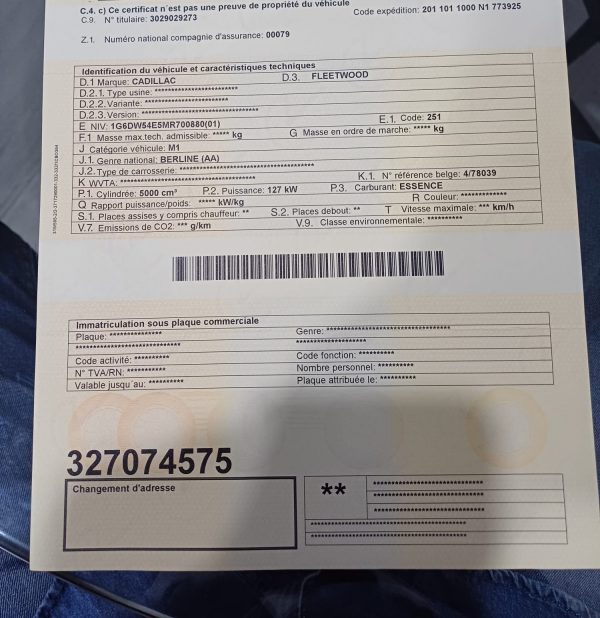 C.4. c) Ce certificat n'est pas une preuve de propriété du véhicule
C.9. N° titulaire: 3029029273
Code expédition: 201 101 1000 N1 773925
Z.1. Numéro national compagnie d'assurance: 00079
Identification du véhicule et caractéristiques techniques
D.1 Marque: CADILLAC D.3. FLEETWOOD
D.2.1. Type usine: ************************
D.2.2. Variante: ************************
D.2.3. Version: **********************************
E NIV: 1G6DW54E5MR700880(01) E.1. Code: 251
F.1 Masse max.tech. admissible: ***** kg G Masse en ordre de marche: ***** kg
J Catégorie véhicule: M1
J.1. Genre national: BERLINE (AA)
J.2. Type de carrosserie: ****************************************
K WVTA: **************************************** K.1. N° référence belge: 4/78039
P.1. Cylindrée: 5000 cm³ P.2. Puissance: 127 kW P.3. Carburant: ESSENCE
Q Rapport puissance/poids: ***** kW/kg R Couleur: *************
S.1. Places assises y compris chauffeur: ** S.2. Places debout: ** T Vitesse maximale: *** km/h
V.7. Emissions de CO2: *** g/km V.9. Classe environnementale: **********
Immatriculation sous plaque commerciale
Plaque: *************** Genre: ************************************
****************************** ********************
Code activité: ********** Code fonction: **********
N° TVA/RN: *********** Nombre personnel: **********
Valable jusqu'au: ********** Plaque attribuée le: **********
327074575
Changement d'adresse
**
********************************
********************************
********************************
********************************************
********************************************